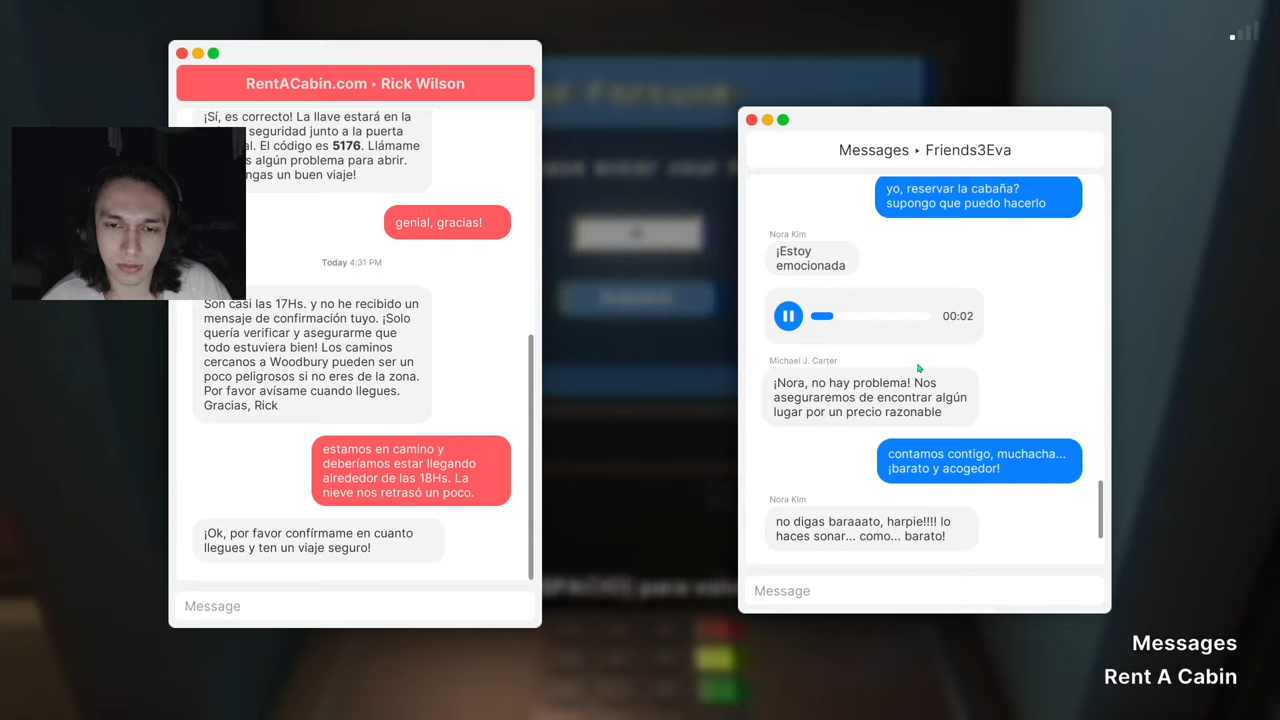 RentACabin.com ‣ Rick Wilson
¡Sí, es correcto! La llave estará en la
seguridad junto a la puerta
El código es 5176. Llámame
algún problema para abrir.
un buen viaje!
genial, gracias!
Today 4:31 PM
Son casi las 17Hs. y no he recibido un
mensaje de confirmación tuyo. ¡Solo
quería verificar y asegurarme que
todo estuviera bien! Los caminos
cercanos a Woodbury pueden ser un
poco peligrosos si no eres de la zona.
Por favor avísame cuando llegues.
Gracias, Rick
estamos en camino y
deberíamos estar llegando
alrededor de las 18Hs. La
nieve nos retrasó un poco.
¡Ok, por favor confírmame en cuanto
llegues y ten un viaje seguro!
Message
Messages ‣ Friends3Eva
yo, reservar la cabaña?
supongo que puedo hacerlo
Nora Kim
¡Estoy
emocionada
00:02
Michael J. Carter
¡Nora, no hay problema! Nos
aseguraremos de encontrar algún
lugar por un precio razonable
contamos contigo, muchacha...
¡barato y acogedor!
Nora Kim
no digas baraaato, harpie!!!! lo
haces sonar... como... barato!
Message
Messages
Rent A Cabin